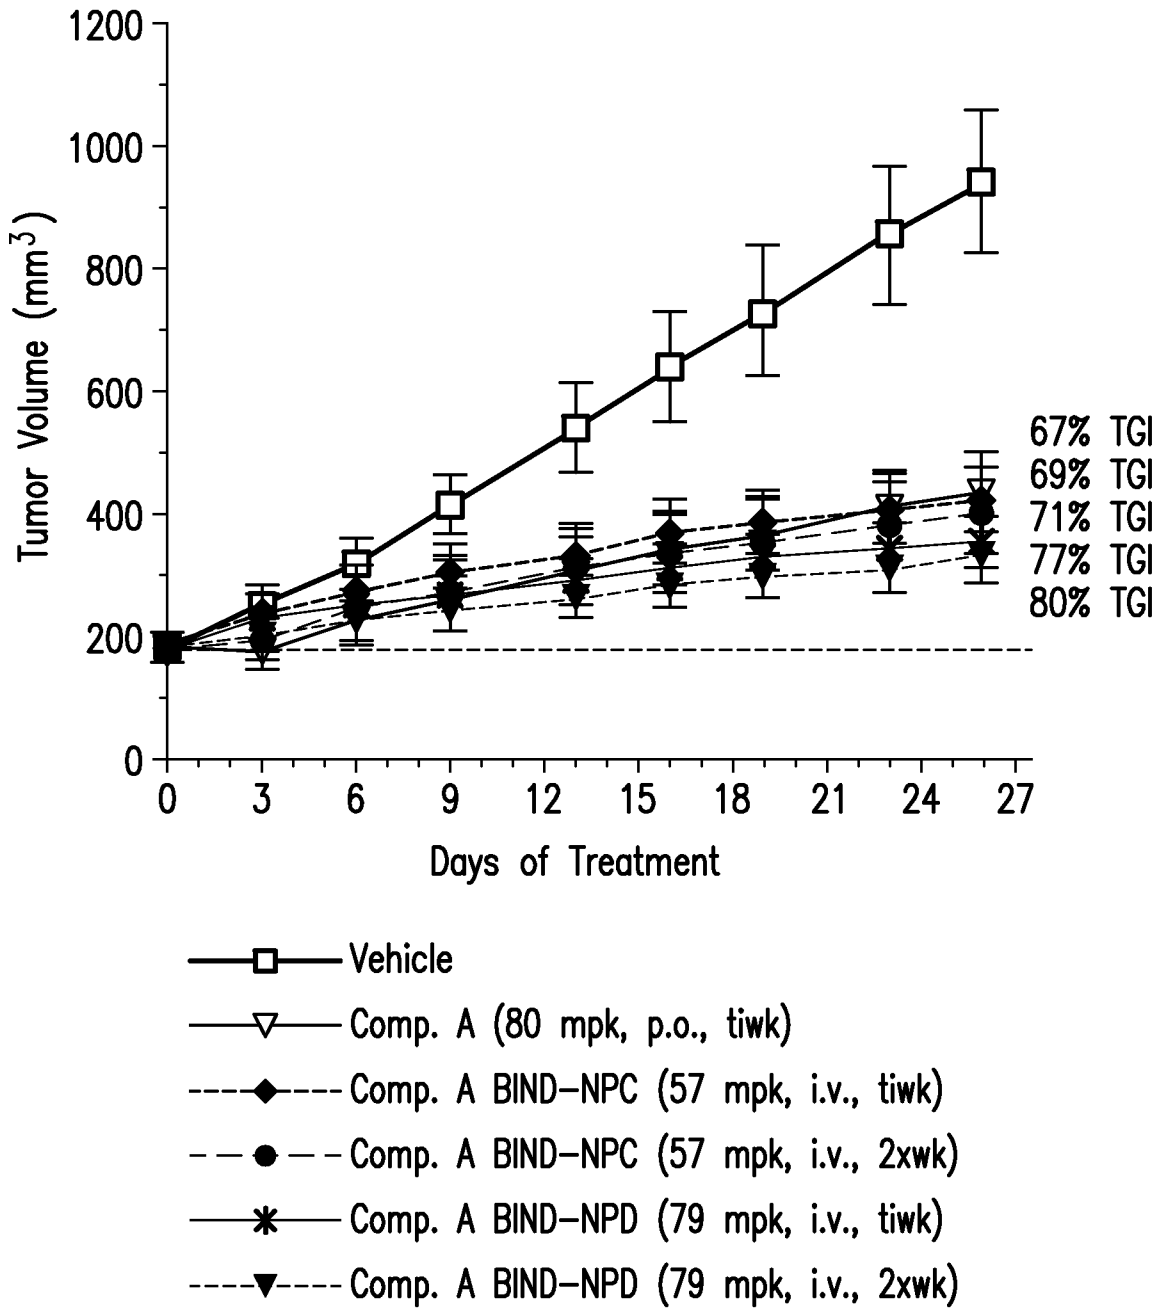 1200
1000
800
600
400
200
0
Tumor Volume (mm³)
0 3 6 9 12 15 18 21 24 27
Days of Treatment
67% TGI
69% TGI
71% TGI
77% TGI
80% TGI
Vehicle
Comp. A (80 mpk, p.o., tiwk)
Comp. A BIND-NPC (57 mpk, i.v., tiwk)
Comp. A BIND-NPC (57 mpk, i.v., 2xwk)
Comp. A BIND-NPD (79 mpk, i.v., tiwk)
Comp. A BIND-NPD (79 mpk, i.v., 2xwk)